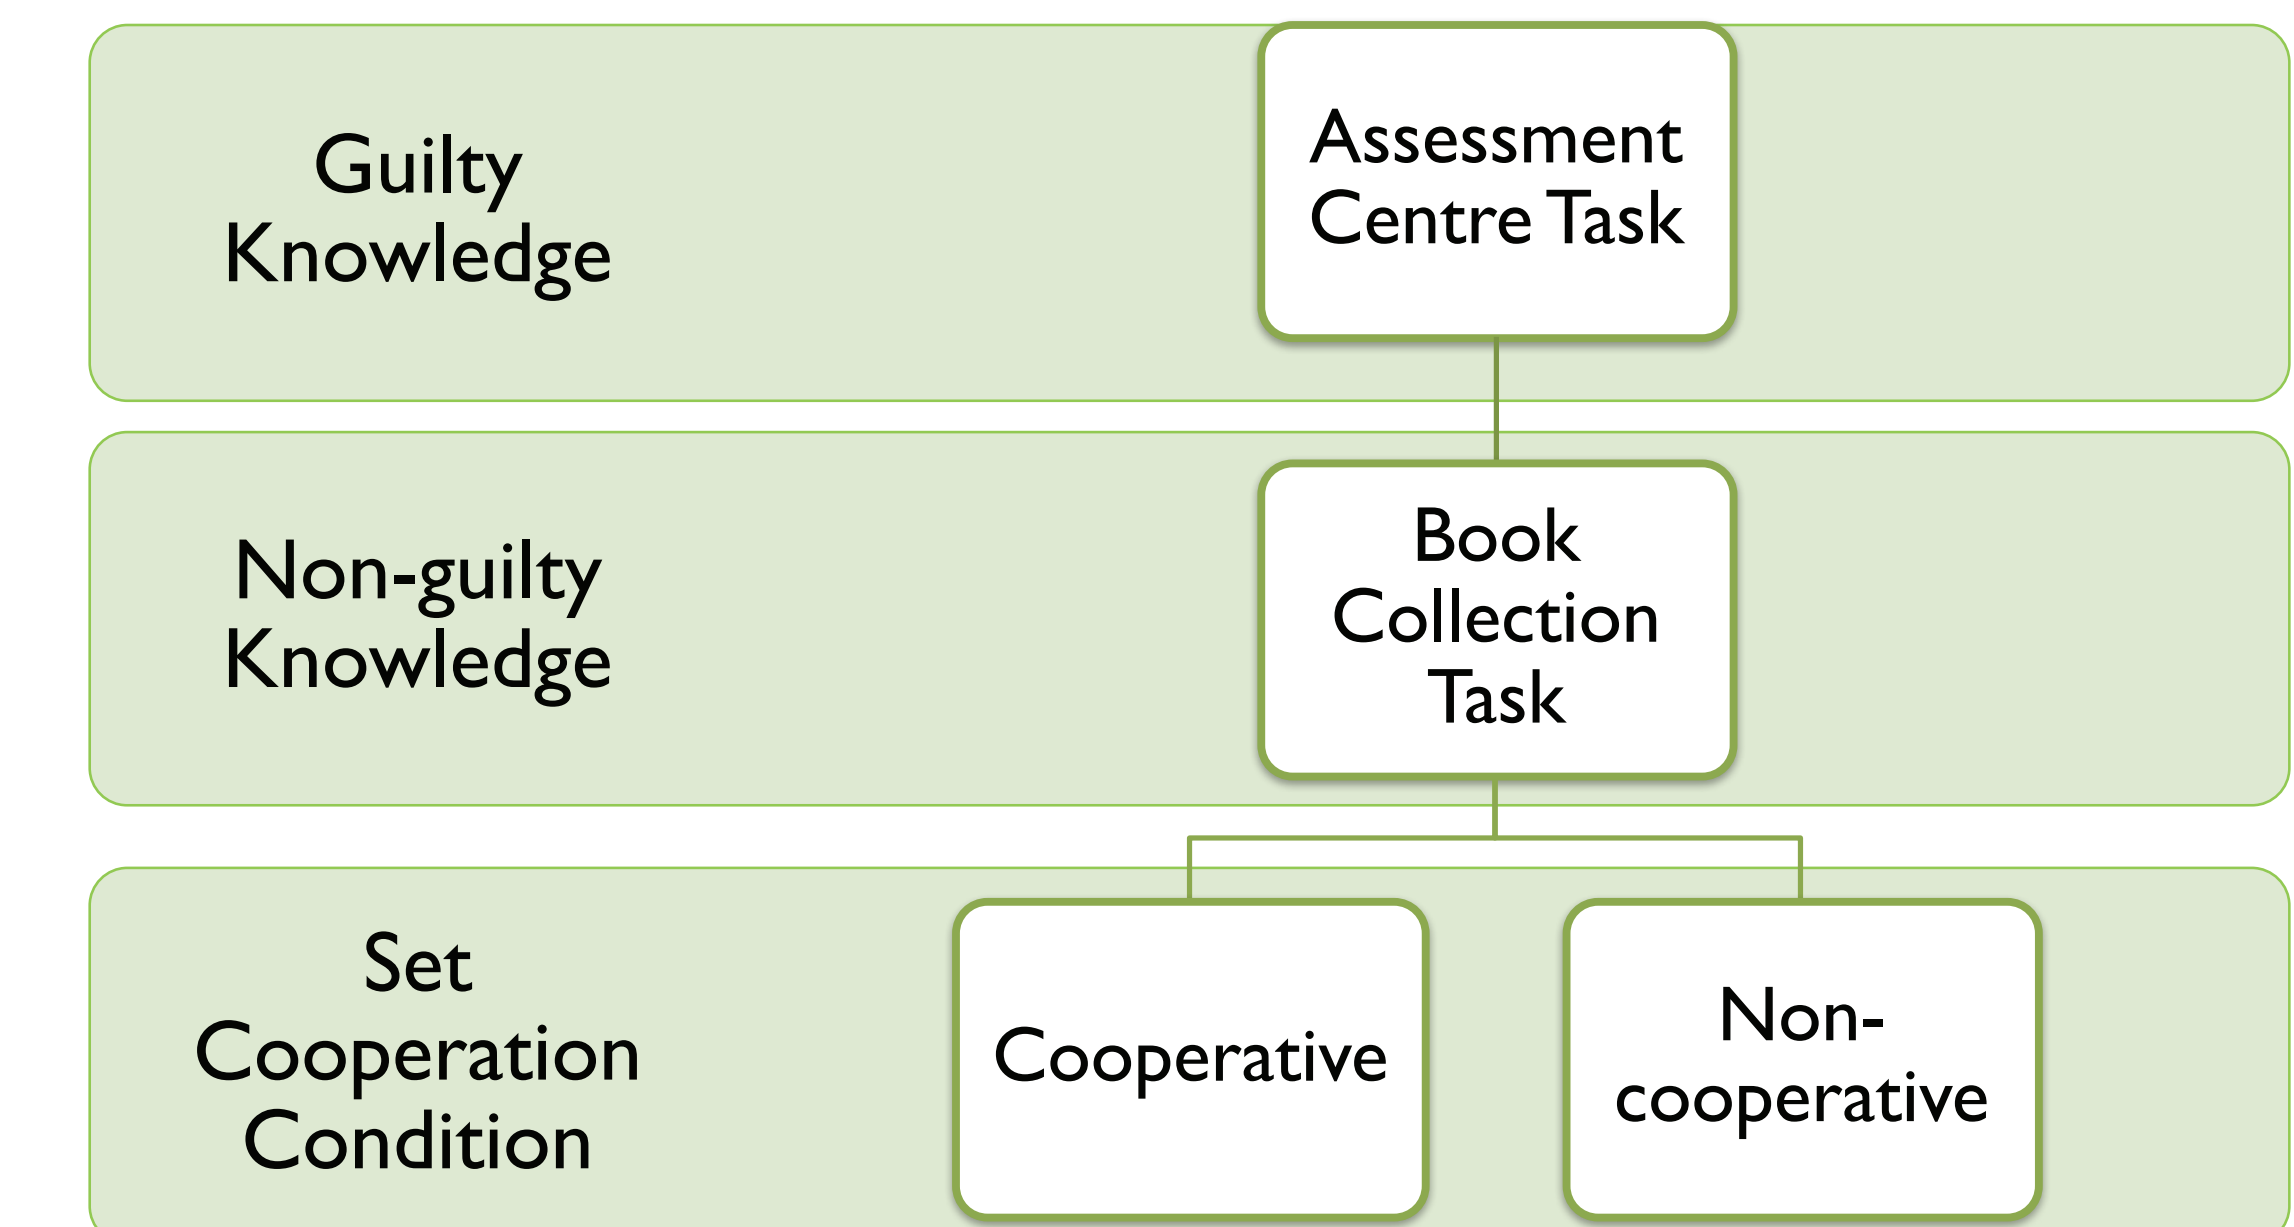 Guilty
Knowledge
Assessment
Centre Task
Non-guilty
Knowledge
Book
Collection
Task
Set
Cooperation
Condition
Cooperative
Non-
cooperative